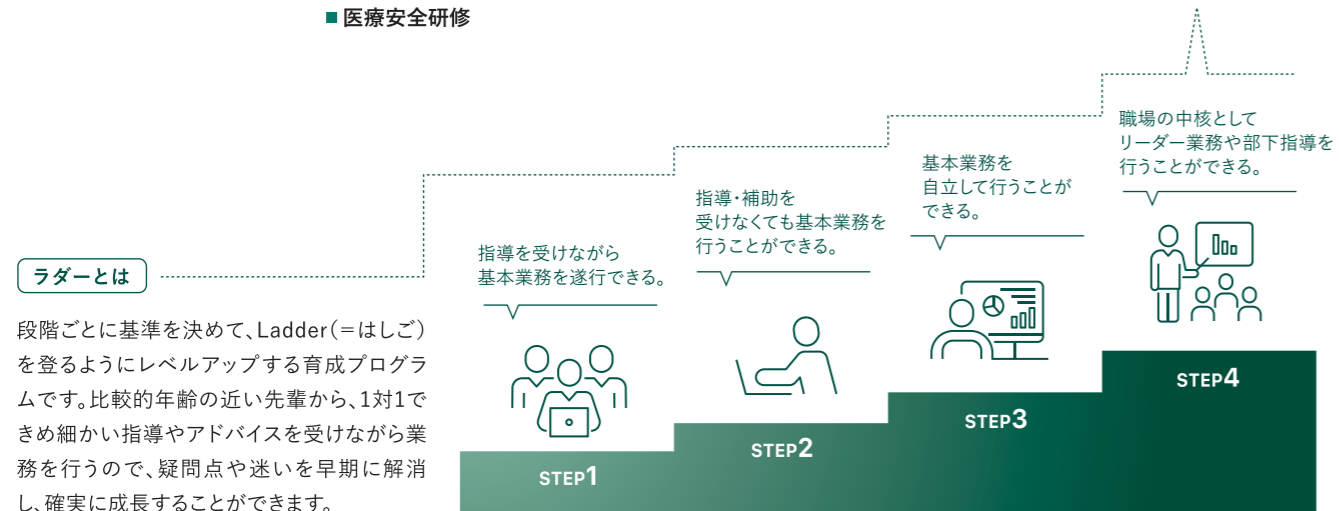 ■ 医療安全研修
ラダーとは
段階ごとに基準を決めて、Ladder(=はしご)
を登るようにレベルアップする育成プログラ
ムです。比較的年齢の近い先輩から、1対1で
きめ細かい指導やアドバイスを受けながら業
務を行うので、疑問点や迷いを早期に解消
し、確実に成長することができます。
指導を受けながら
基本業務を遂行できる。
STEP1
指導・補助を
受けなくても基本業務を
行うことができる。
STEP2
基本業務を
自立して行うことが
できる。
STEP3
職場の中核として
リーダー業務や部下指導を
行うことができる。
STEP4